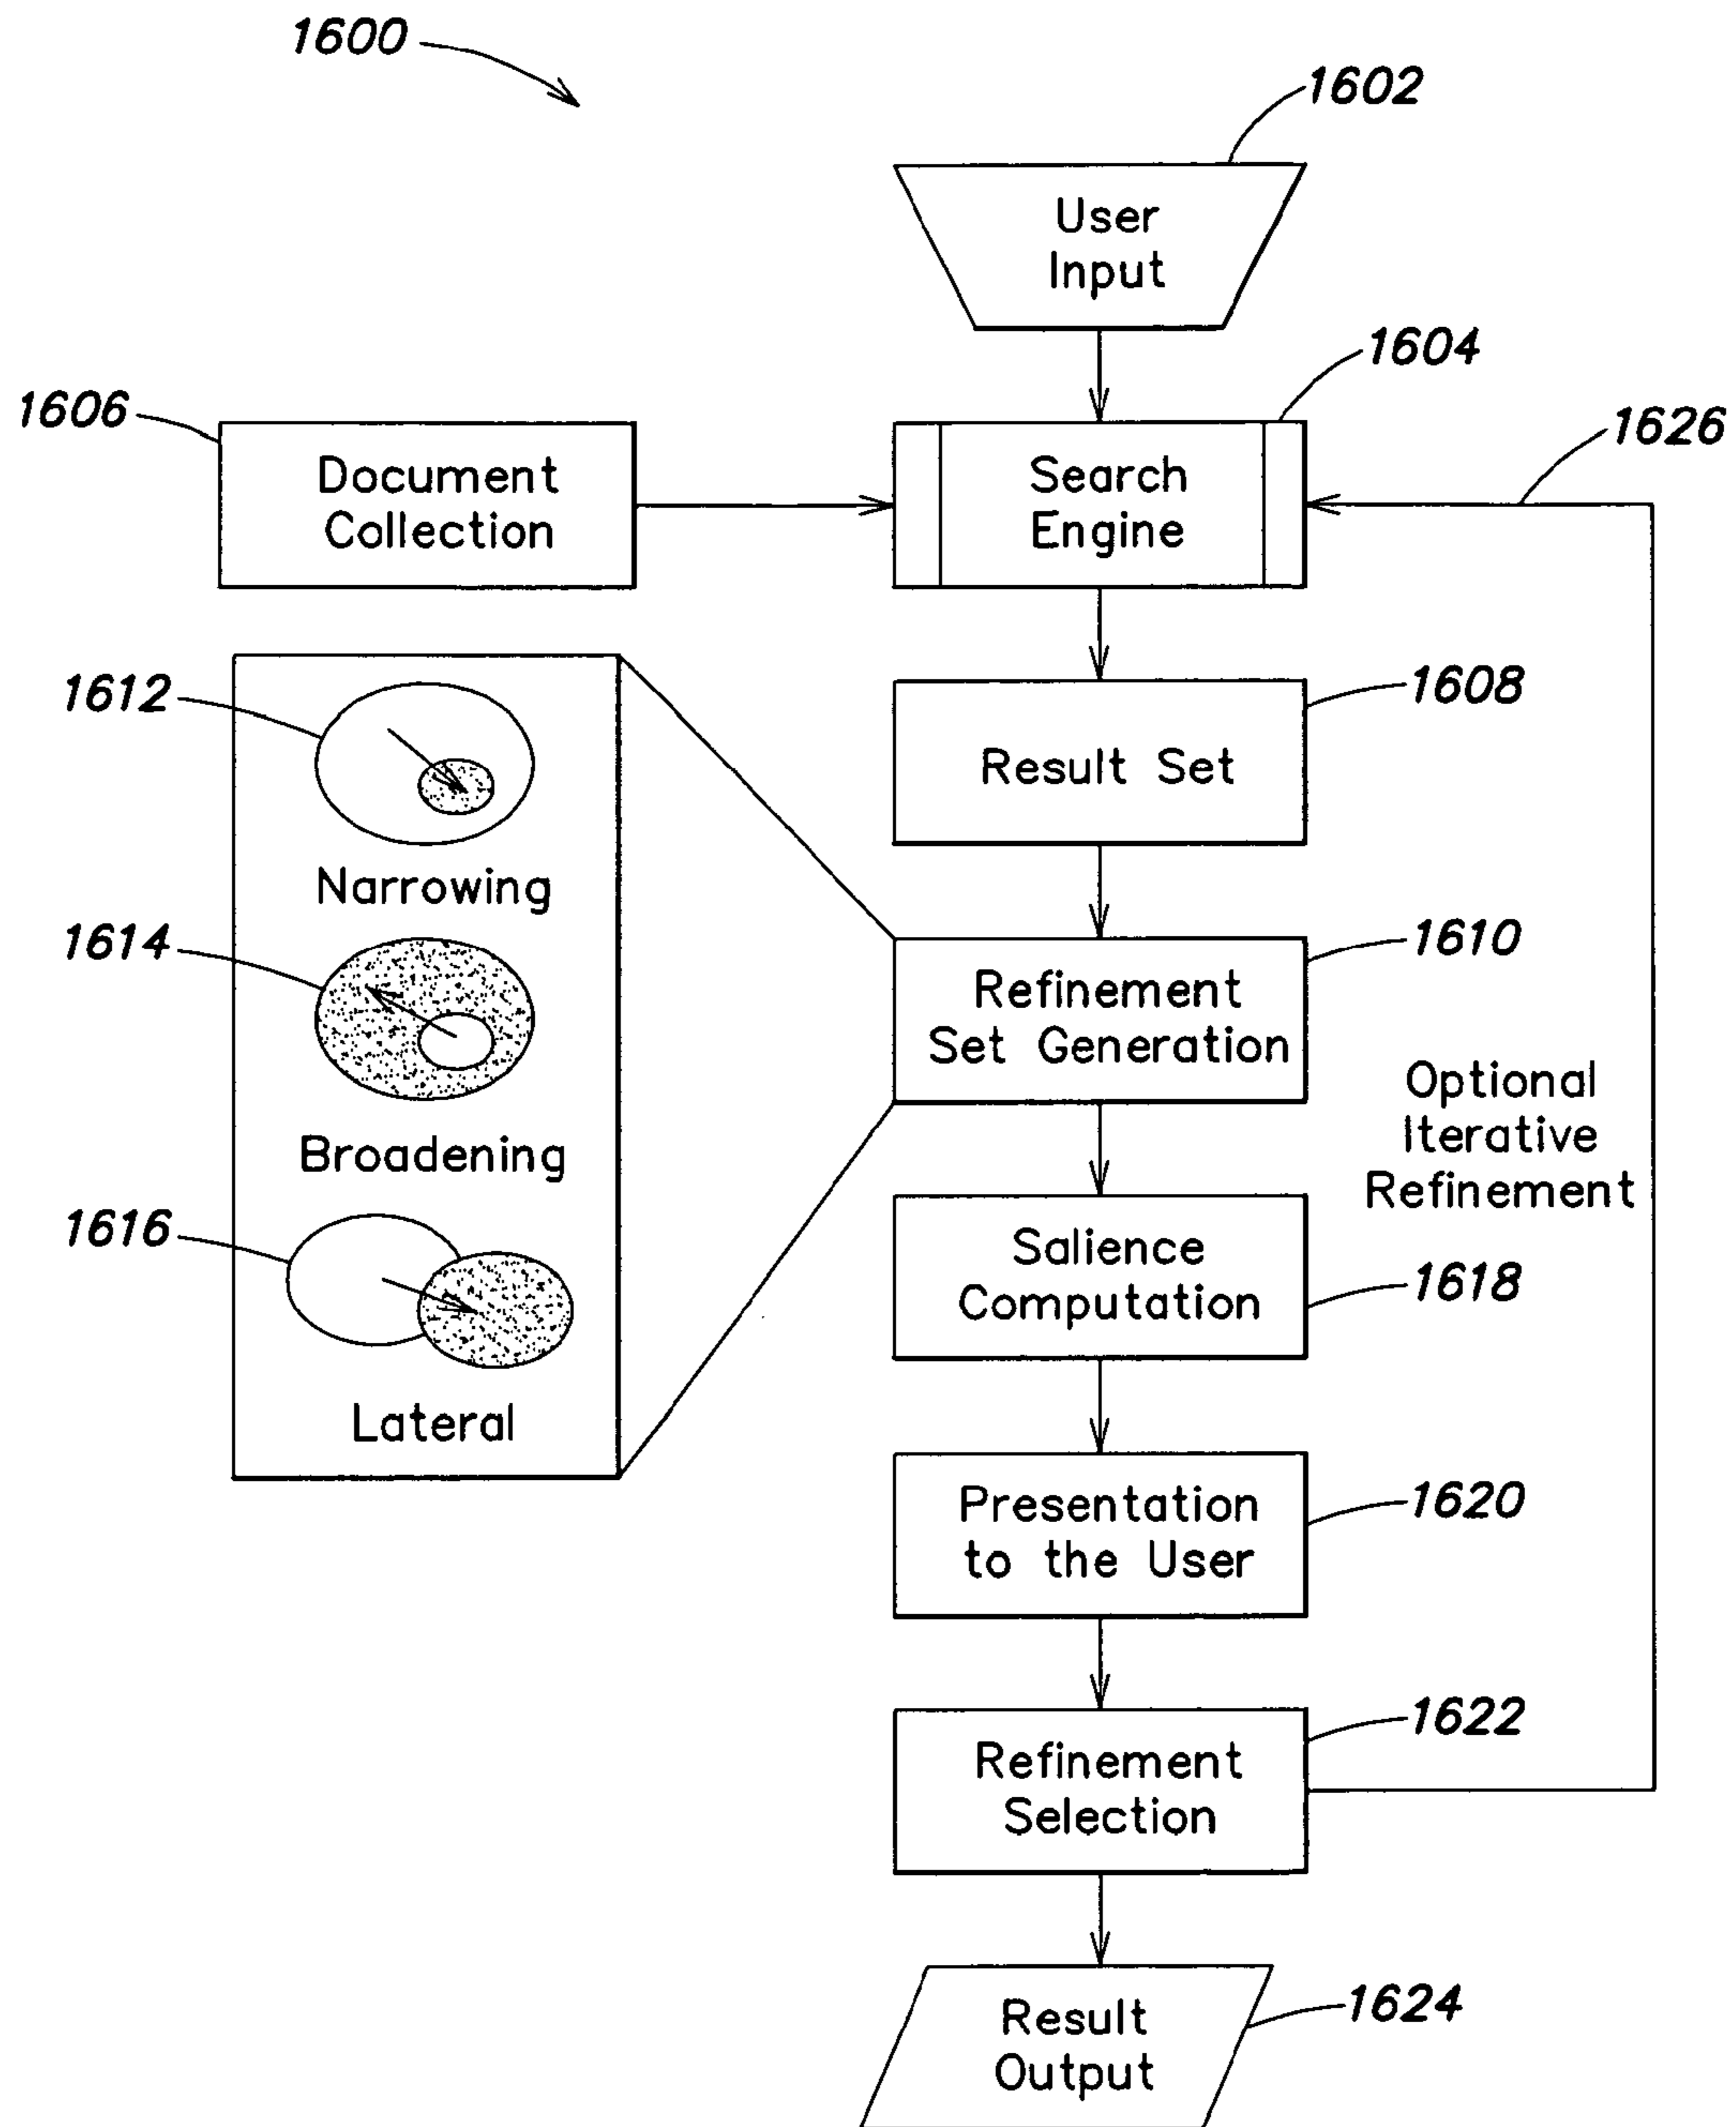 1600
1602
User
Input
1604
1606
1626
Document
Collection
Search
Engine
1612
1608
Result Set
Narrowing
1614
1610
Refinement
Set Generation
Optional
Iterative
Refinement
Broadening
1616
Salience
Computation
1618
Lateral
1620
Presentation
to the User
1622
Refinement
Selection
1624
Result
Output